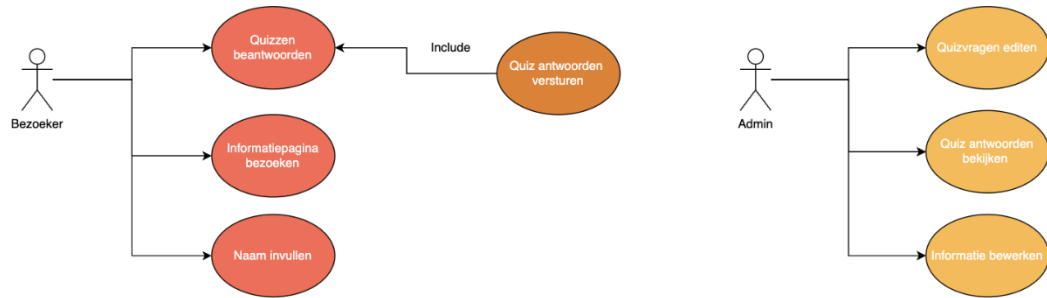 Quizzen
beantwoorden
Include
Quiz antwoorden
versturen
Bezoeker
Informatiepagina
bezoeken
Naam invullen
Quizvragen editen
Admin
Quiz antwoorden
bekijken
Informatie bewerken